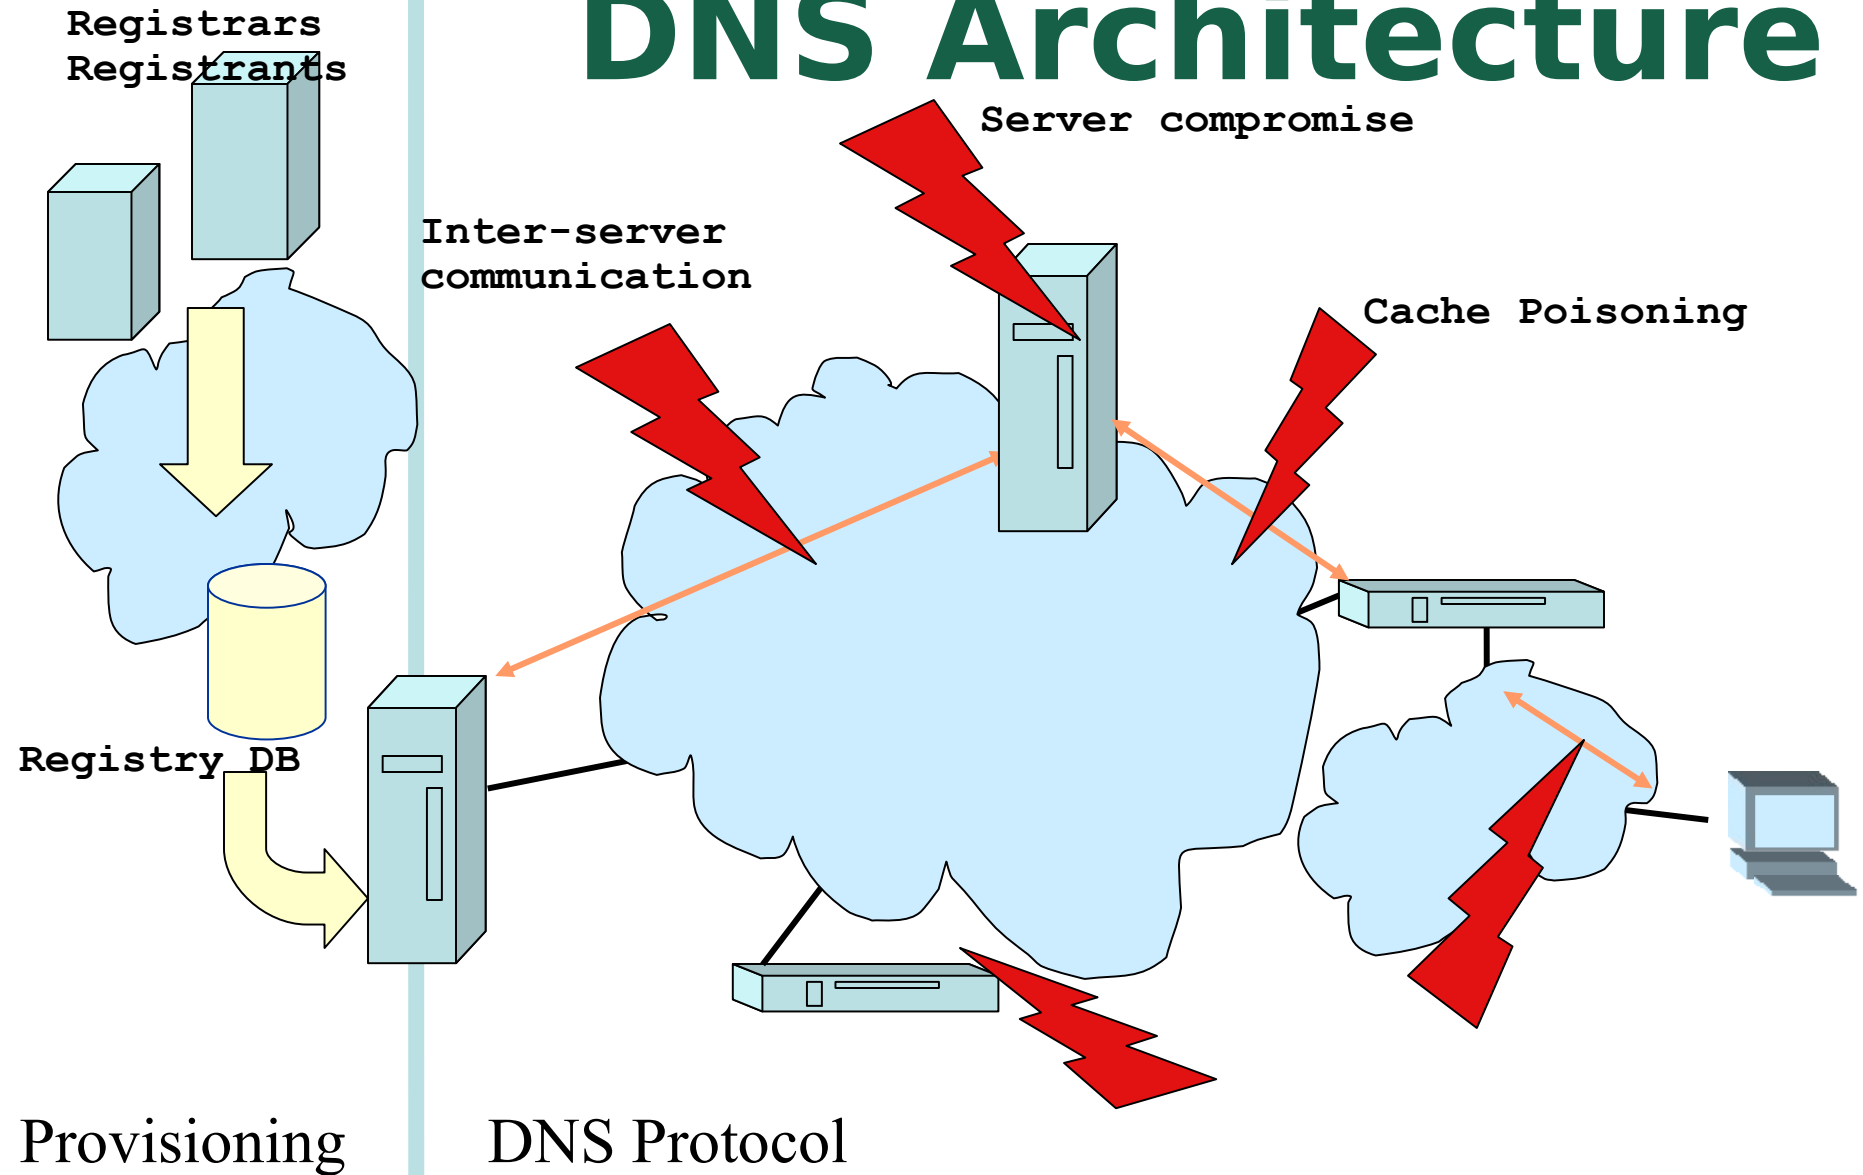 DNS Architecture
Registrars
Registrants
Server compromise
Inter-server
communication
Cache Poisoning
Registry DB
Provisioning
DNS Protocol